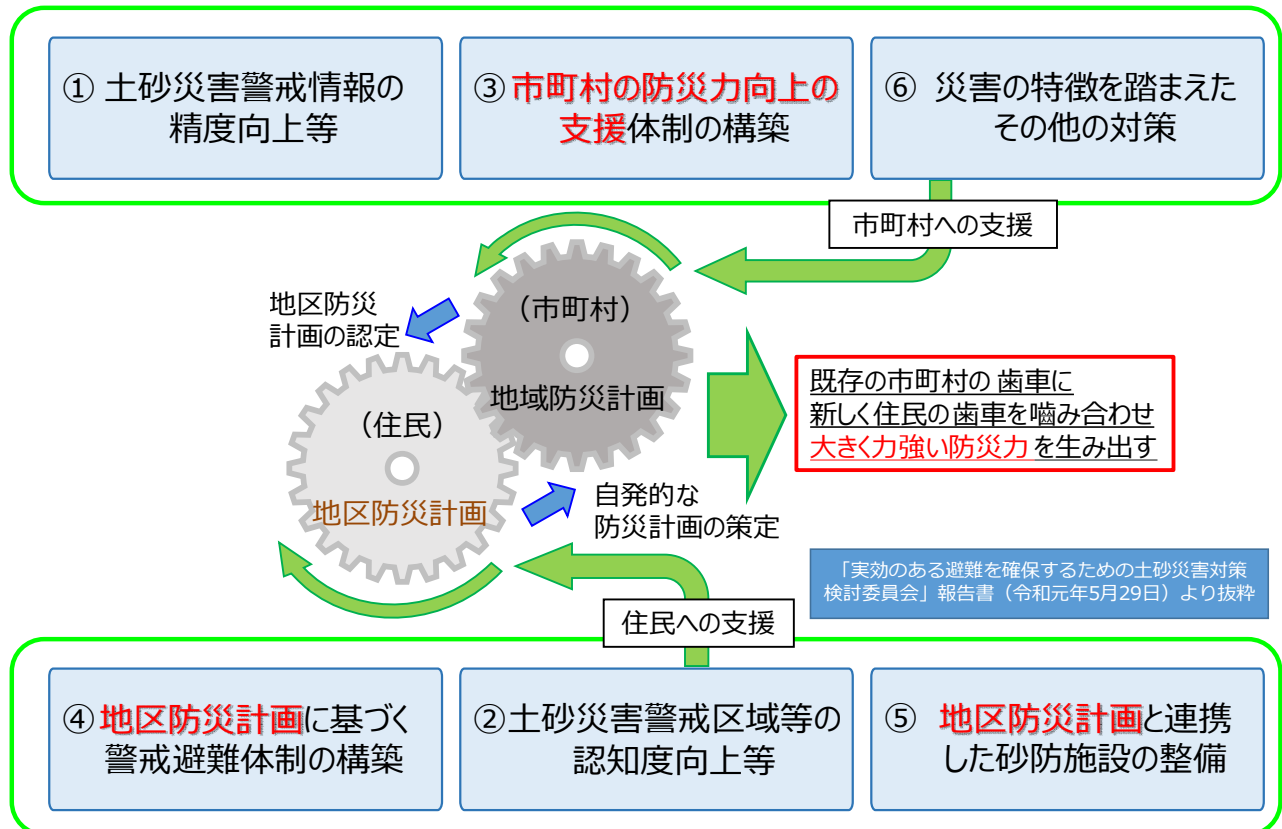 ① 土砂災害警戒情報の
精度向上等
③ 市町村の防災力向上の
支援体制の構築
⑥ 災害の特徴を踏まえた
その他の対策
市町村への支援
地区防災
計画の認定
（市町村）
地域防災計画
（住民）
地区防災計画
既存の市町村の 歯車に
新しく住民の歯車を嚙み合わせ
大きく力強い防災力 を生み出す
自発的な
防災計画の策定
「実効のある避難を確保するための土砂災害対策
検討委員会」報告書（令和元年5月29日）より抜粋
住民への支援
④ 地区防災計画に基づく
警戒避難体制の構築
②土砂災害警戒区域等の
認知度向上等
⑤ 地区防災計画と連携
した砂防施設の整備